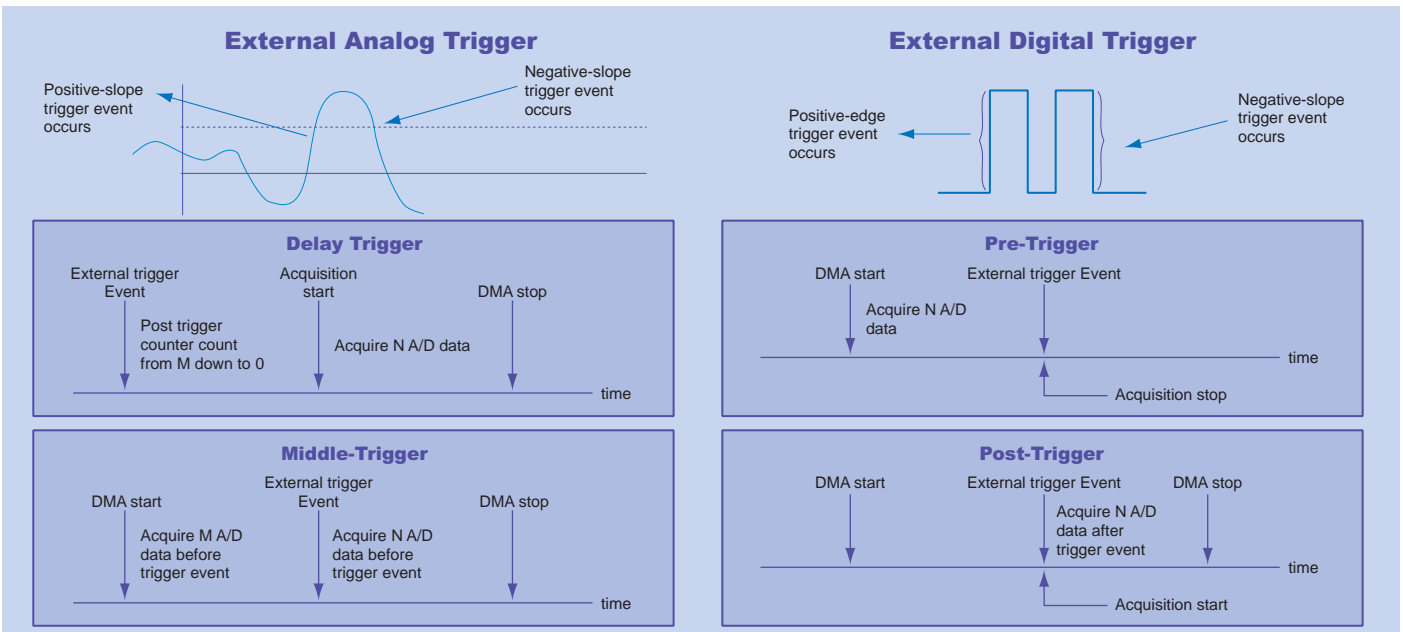 External Analog Trigger
Positive-slope
trigger event
occurs
Negative-slope
trigger event
occurs
External Digital Trigger
Positive-edge
trigger event
occurs
Negative-slope
trigger event
occurs
Delay Trigger
External trigger
Event
Acquisition
start
DMA stop
Post trigger
counter count
from M down to 0
Acquire N A/D data
time
Pre-Trigger
DMA start
External trigger Event
Acquire N A/D
data
time
Acquisition stop
Middle-Trigger
DMA start
External trigger
Event
DMA stop
Acquire M A/D
data before
trigger event
Acquire N A/D
data before
trigger event
time
Post-Trigger
DMA start
External trigger Event
DMA stop
Acquire N A/D
data after
trigger event
time
Acquisition start